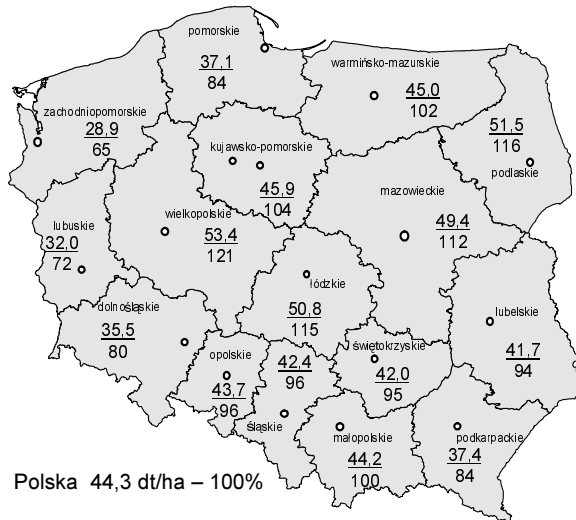 pomorskie
37,1
84
warmińsko-mazurskie
45,0
102
zachodniopomorskie
28,9
65
kujawsko-pomorskie
45,9
104
51,5
116
podlaskie
mazowieckie
49,4
112
lubuskie
32,0
72
wielkopolskie
53,4
121
łódzkie
50,8
115
dolnośląskie
35,5
80
lubelskie
41,7
94
opolskie
43,7
96
42,4
96
śląskie
świętokrzyskie
42,0
95
małopolskie
44,2
100
podkarpackie
37,4
84
Polska 44,3 dt/ha – 100%